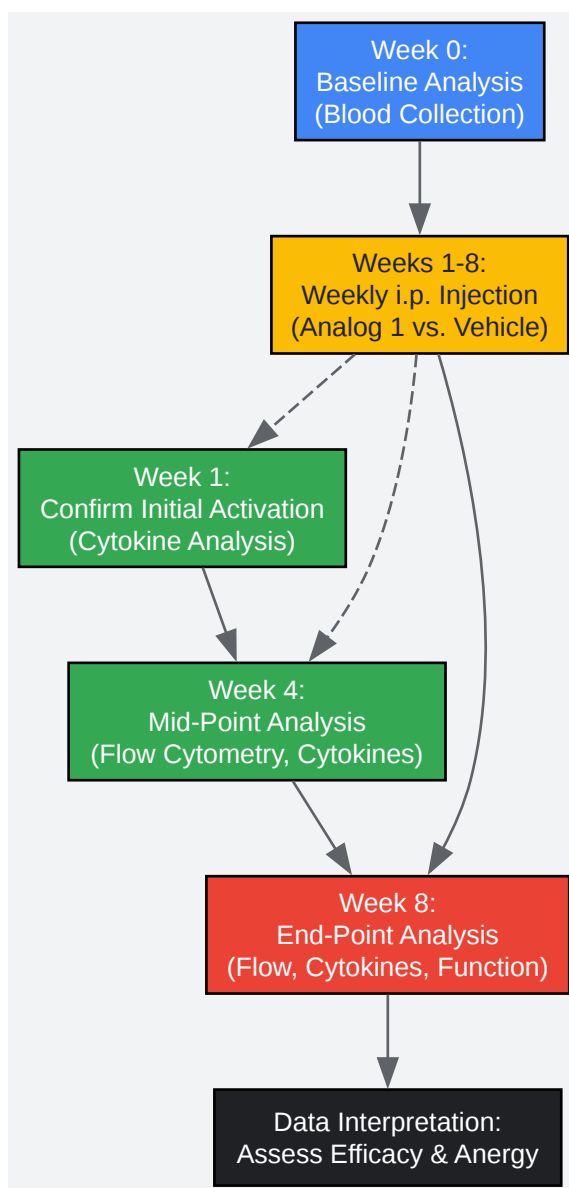 Week 0:
Baseline Analysis
(Blood Collection)
Weeks 1-8:
Weekly i.p. Injection
(Analog 1 vs. Vehicle)
Week 1:
Confirm Initial Activation
(Cytokine Analysis)
Week 4:
Mid-Point Analysis
(Flow Cytometry, Cytokines)
Week 8:
End-Point Analysis
(Flow, Cytokines, Function)
Data Interpretation:
Assess Efficacy & Anergy